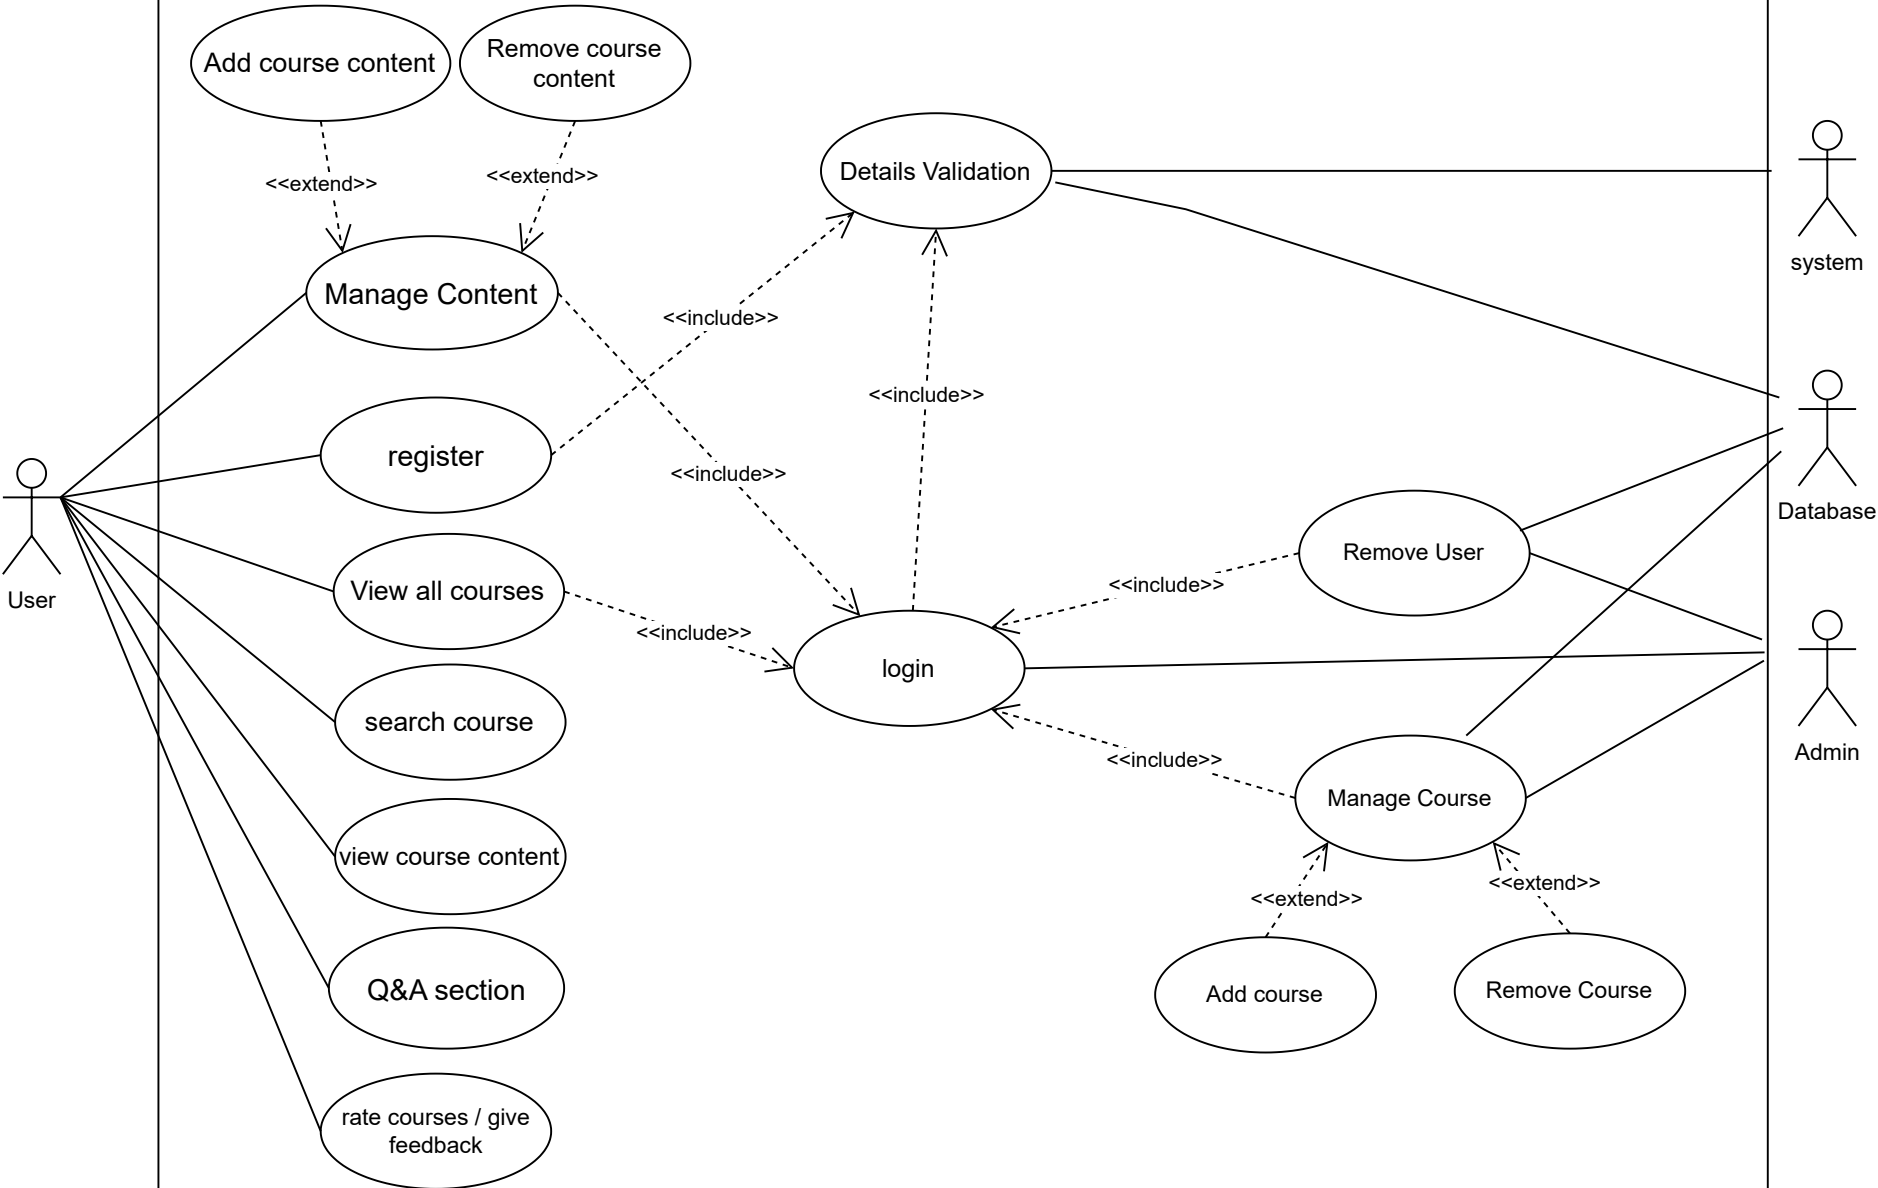 Add course content
Remove course
content
<<extend>>
<<extend>>
Details Validation
system
Manage Content
<<include>>
<<include>>
register
<<include>>
Database
User
View all courses
<<include>>
Remove User
<<include>>
login
Admin
search course
<<include>>
Manage Course
view course content
<<extend>>
<<extend>>
Q&A section
Add course
Remove Course
rate courses / give
feedback